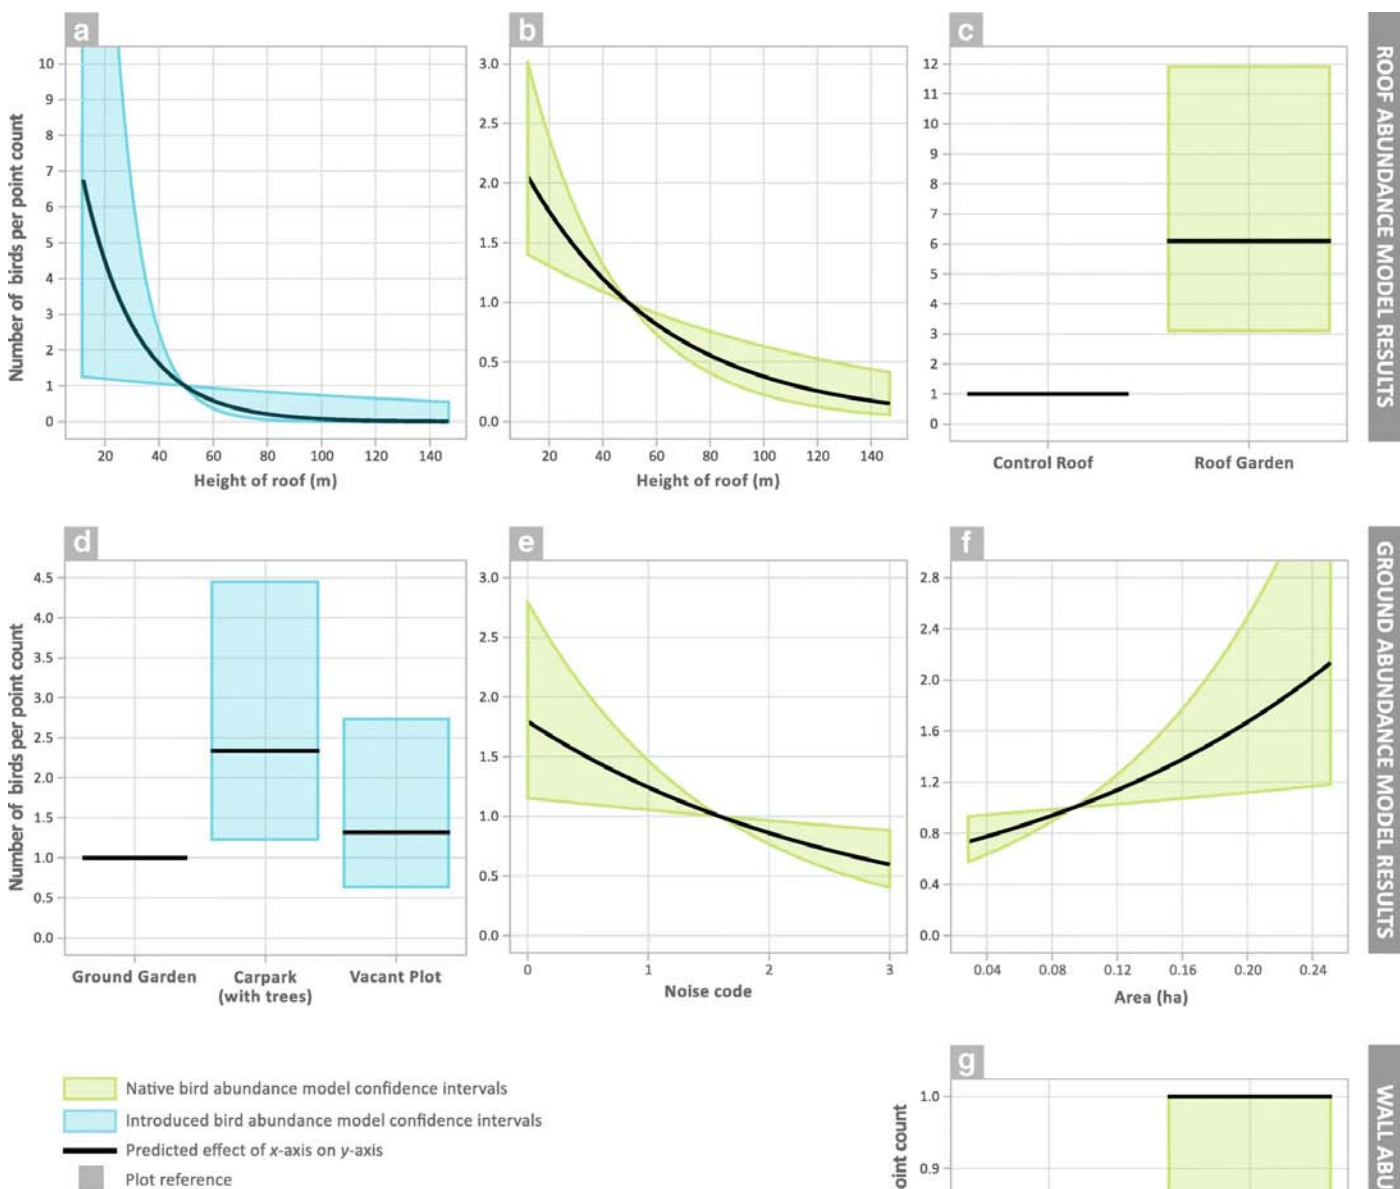 a
b
c
10
9
8
7
6
5
4
3
2
1
0
Number of birds per point count
20 40 60 80 100 120 140
Height of roof (m)
3.0
2.5
2.0
1.5
1.0
0.5
0.0
20 40 60 80 100 120 140
Height of roof (m)
12
11
10
9
8
7
6
5
4
3
2
1
0
Control Roof Roof Garden
ROOF ABUNDANCE MODEL RESULTS
d
e
f
4.5
4.0
3.5
3.0
2.5
2.0
1.5
1.0
0.5
0.0
Number of birds per point count
Ground Garden Carpark Vacant Plot
(with trees)
3.0
2.5
2.0
1.5
1.0
0.5
0.0
0 1 2 3
Noise code
2.8
2.4
2.0
1.6
1.2
0.8
0.4
0.0
0.04 0.08 0.12 0.16 0.20 0.24
Area (ha)
GROUND ABUNDANCE MODEL RESULTS
Native bird abundance model confidence intervals
Introduced bird abundance model confidence intervals
Predicted effect of x-axis on y-axis
Plot reference
g
1.0
0.9
oint count
WALL ABU